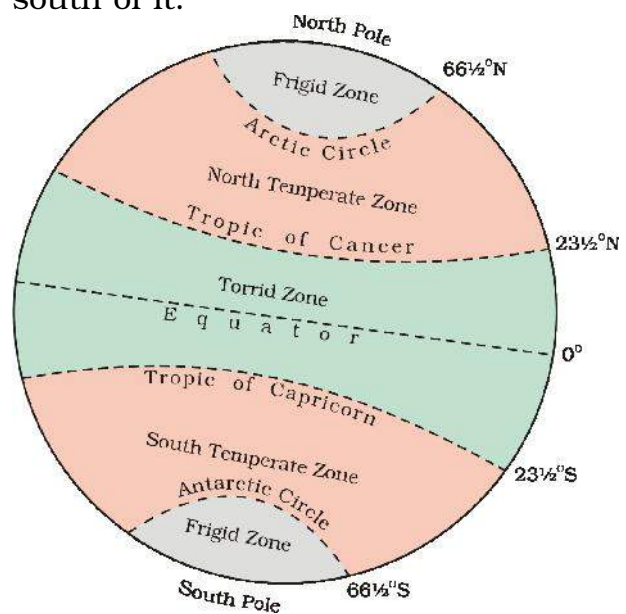 south of it.
North Pole
66½°N
Frigid Zone
Arctic Circle
North Temperate Zone
Tropic of Cancer
23½°N
Torrid Zone
Equator
0°
Tropic of Capricorn
South Temperate Zone
23½°S
Antarctic Circle
Frigid Zone
66½°S
South Pole